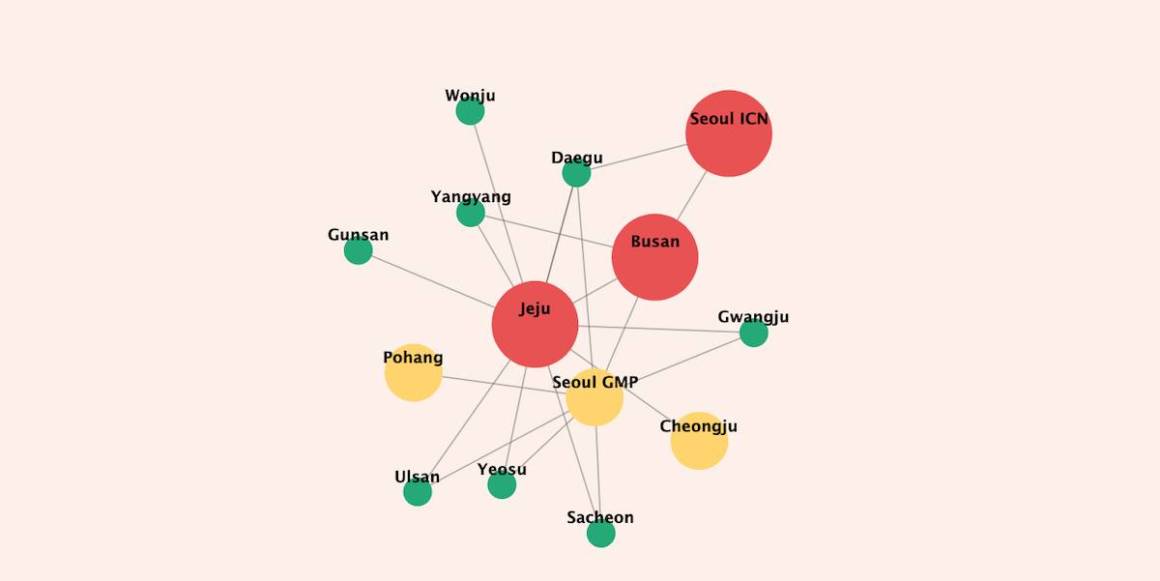 Wonju
Seoul ICN
Daegu
Yangyang
Gunsan
Busan
Jeju
Gwangju
Pohang
Seoul GMP
Cheongju
Ulsan
Yeosu
Sacheon